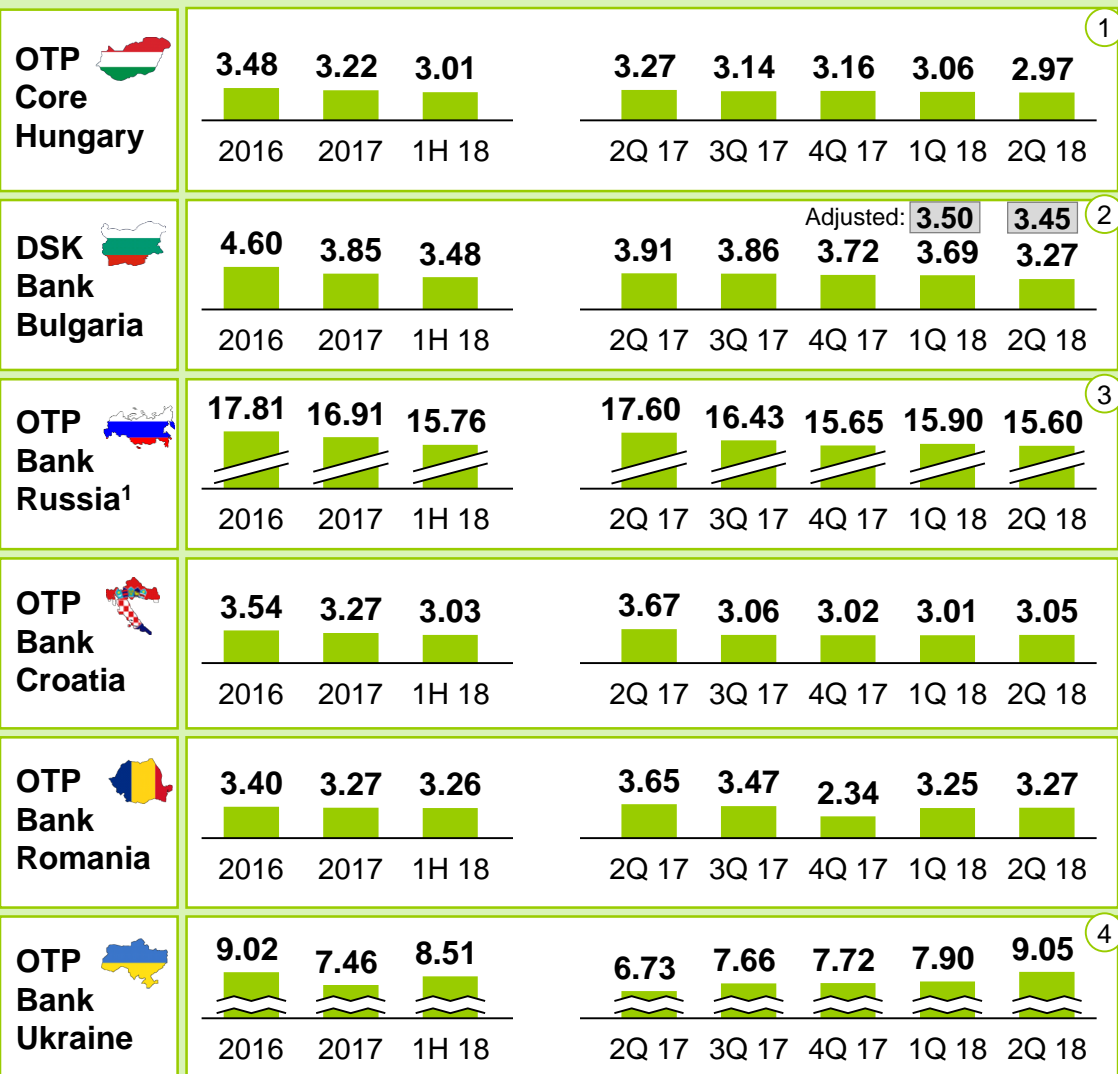 1
OTP
Core
Hungary
3.48 3.22 3.01 3.27 3.14 3.16 3.06 2.97
2016 2017 1H 18 2Q 17 3Q 17 4Q 17 1Q 18 2Q 18
Adjusted: 3.50 3.45 2
DSK
Bank
Bulgaria
4.60 3.85 3.48 3.91 3.86 3.72 3.69 3.27
2016 2017 1H 18 2Q 17 3Q 17 4Q 17 1Q 18 2Q 18
3
OTP
Bank
Russia¹
17.81 16.91 15.76 17.60 16.43 15.65 15.90 15.60
2016 2017 1H 18 2Q 17 3Q 17 4Q 17 1Q 18 2Q 18
OTP
Bank
Croatia
3.54 3.27 3.03 3.67 3.06 3.02 3.01 3.05
2016 2017 1H 18 2Q 17 3Q 17 4Q 17 1Q 18 2Q 18
OTP
Bank
Romania
3.40 3.27 3.26 3.65 3.47 2.34 3.25 3.27
2016 2017 1H 18 2Q 17 3Q 17 4Q 17 1Q 18 2Q 18
4
OTP
Bank
Ukraine
9.02 7.46 8.51 6.73 7.66 7.72 7.90 9.05
2016 2017 1H 18 2Q 17 3Q 17 4Q 17 1Q 18 2Q 18